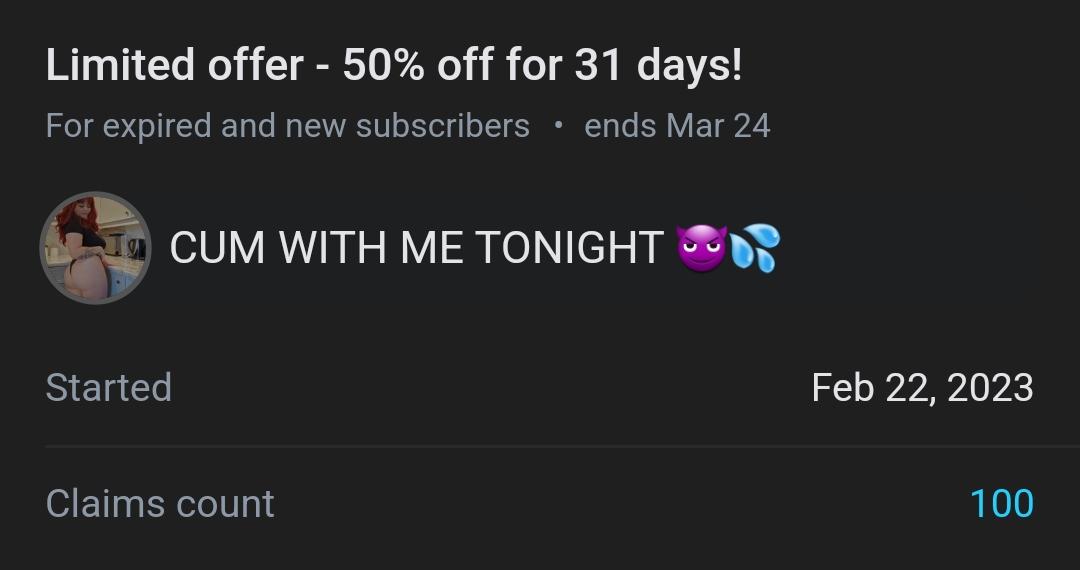 Limited offer - 50% off for 31 days!
For expired and new subscribers • ends Mar 24
CUM WITH ME TONIGHT 😈💦
Started Feb 22, 2023
Claims count 100